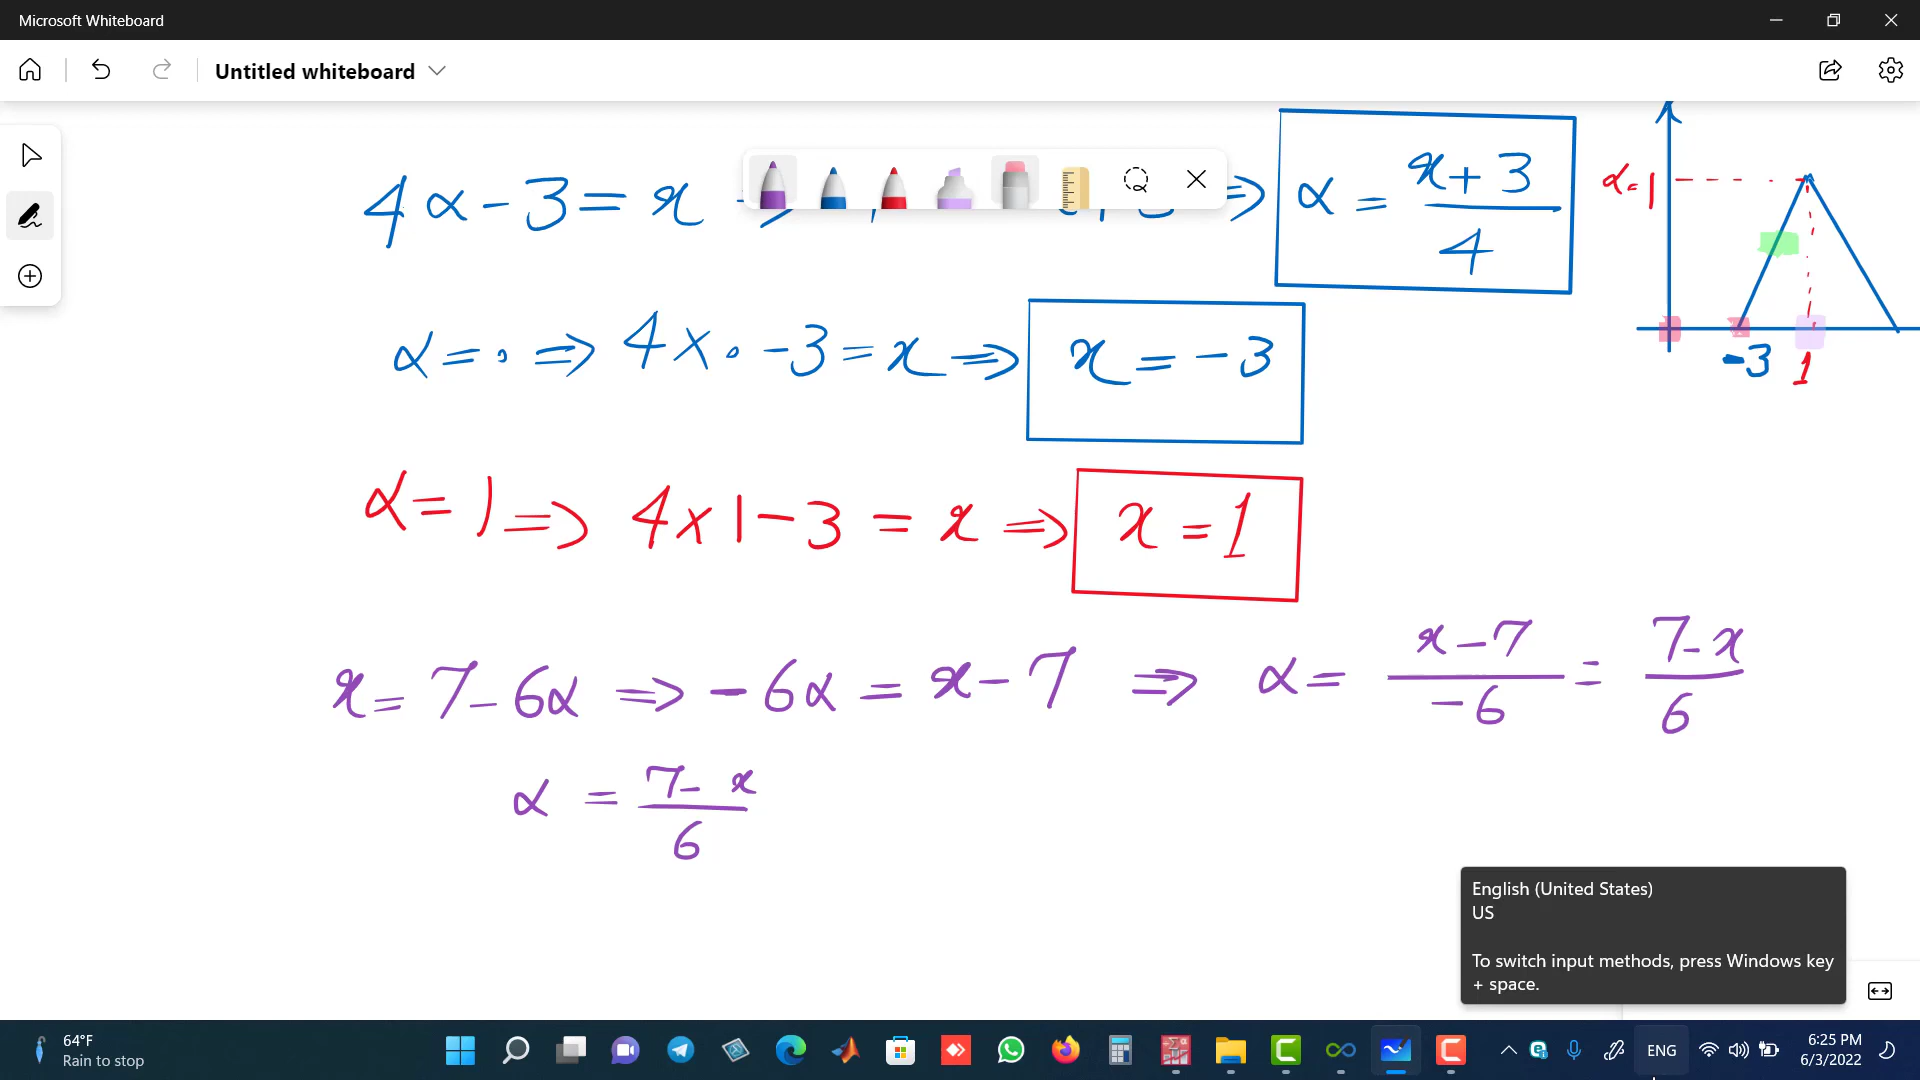 Microsoft Whiteboard
Untitled whiteboard
4α - 3 = x
⇒ α = (x + 3)/4
α = 1
-3
1
α = · ⇒ 4 × · - 3 = x ⇒ x = -3
α = 1 ⇒ 4 × 1 - 3 = x ⇒ x = 1
x = 7 - 6α ⇒ -6α = x - 7 ⇒ α = (x - 7)/-6 = (7 - x)/6
α = (7 - x)/6
English (United States)
US
To switch input methods, press Windows key
+ space.
64°F
Rain to stop
ENG
6:25 PM
6/3/2022